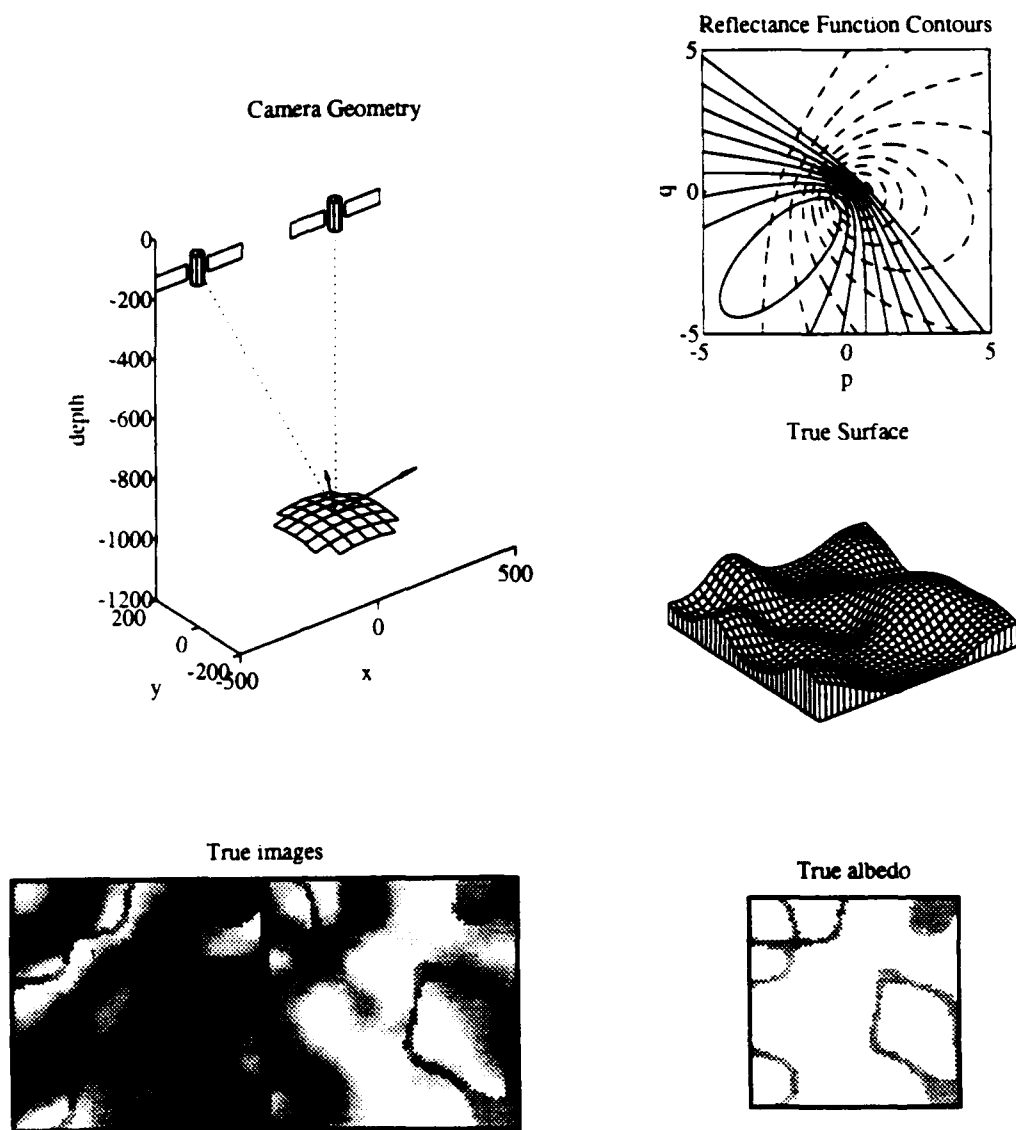 Reflectance Function Contours
5
q
0
-5
-5 0 5
p
Camera Geometry
0
-200
-400
-600
-800
-1000
-1200
depth
200
0
-200
y
-500
0
500
x
True Surface
True images
True albedo